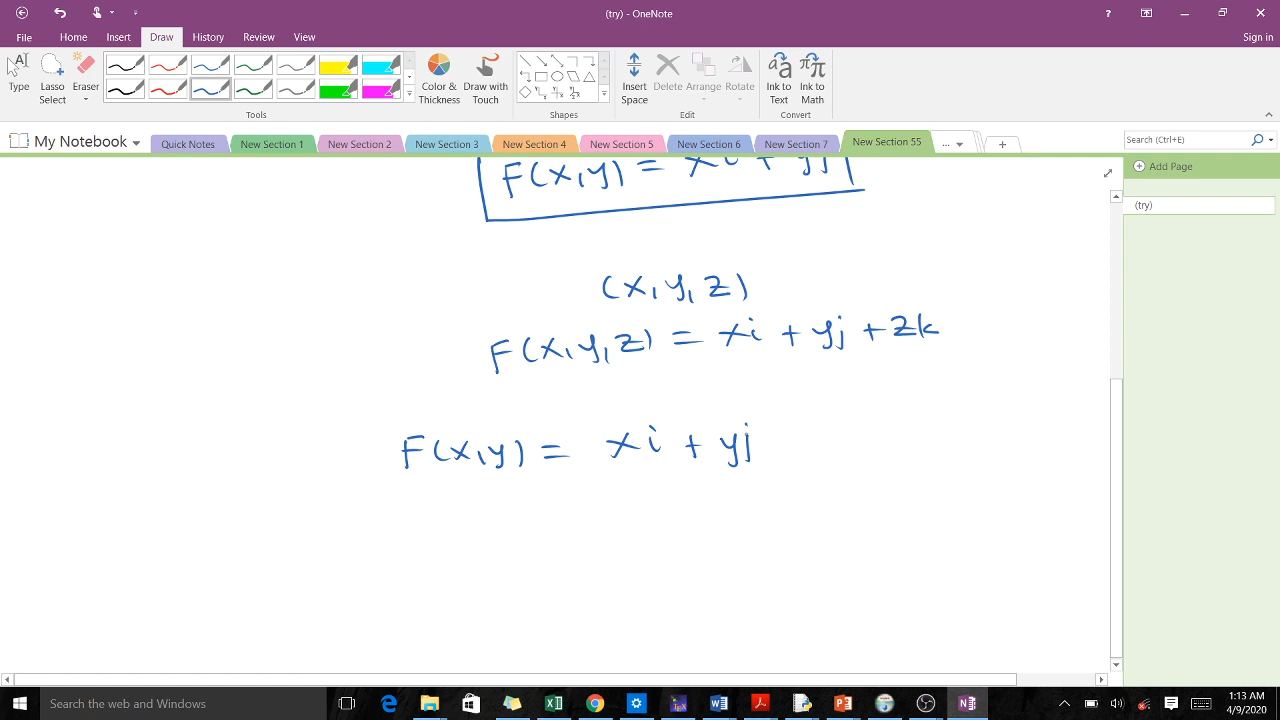 (try) - OneNote
File Home Insert Draw History Review View Sign in
Type Lasso Select Eraser Color & Thickness Draw with Touch Insert Space Delete Arrange Rotate Ink to Text Ink to Math
Tools Shapes Edit Convert
My Notebook Quick Notes New Section 1 New Section 2 New Section 3 New Section 4 New Section 5 New Section 6 New Section 7 New Section 55 ... Search (Ctrl+E)
Add Page
(try)
F(x,y) = xi + yj
(x,y,z)
F(x,y,z) = xi + yj + zk
F(x,y) = xi + yj
Search the web and Windows
1:13 AM
4/9/2020